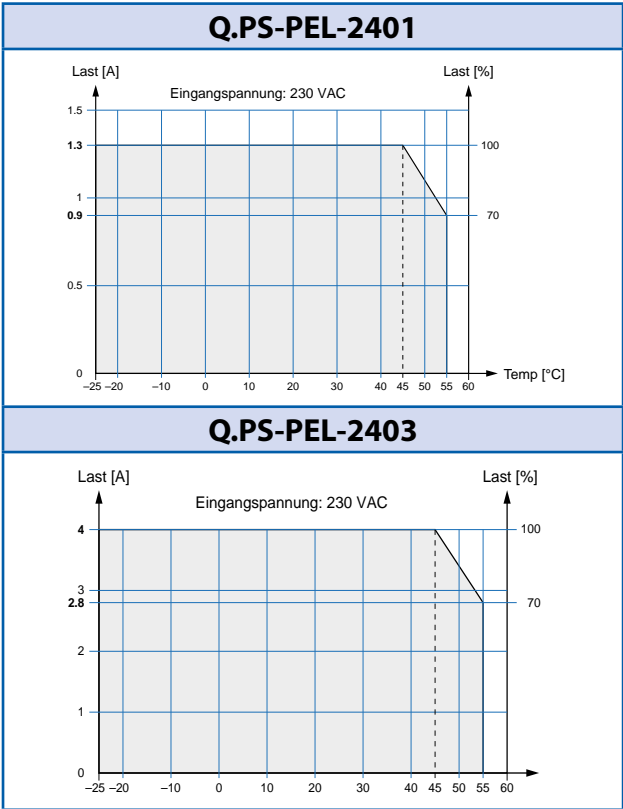 Q.PS-PEL-2401
Last [A] Last [%]
Eingangspannung: 230 VAC
1.5
1.3 100
1
0.9 70
0.5
0
Temp [°C]
–25 –20 –10 0 10 20 30 40 45 50 55 60
Q.PS-PEL-2403
Last [A] Last [%]
Eingangspannung: 230 VAC
4 100
3
2.8 70
2
1
0
–25 –20 –10 0 10 20 30 40 45 50 55 60